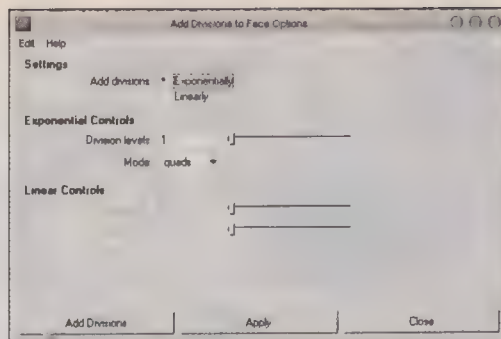 Add Divisions to Face Options
Edit Help
Settings
Add divisions Exponentially
Linearly
Exponential Controls
Division levels 1
Mode quads
Linear Controls
Add Divisions Apply Close